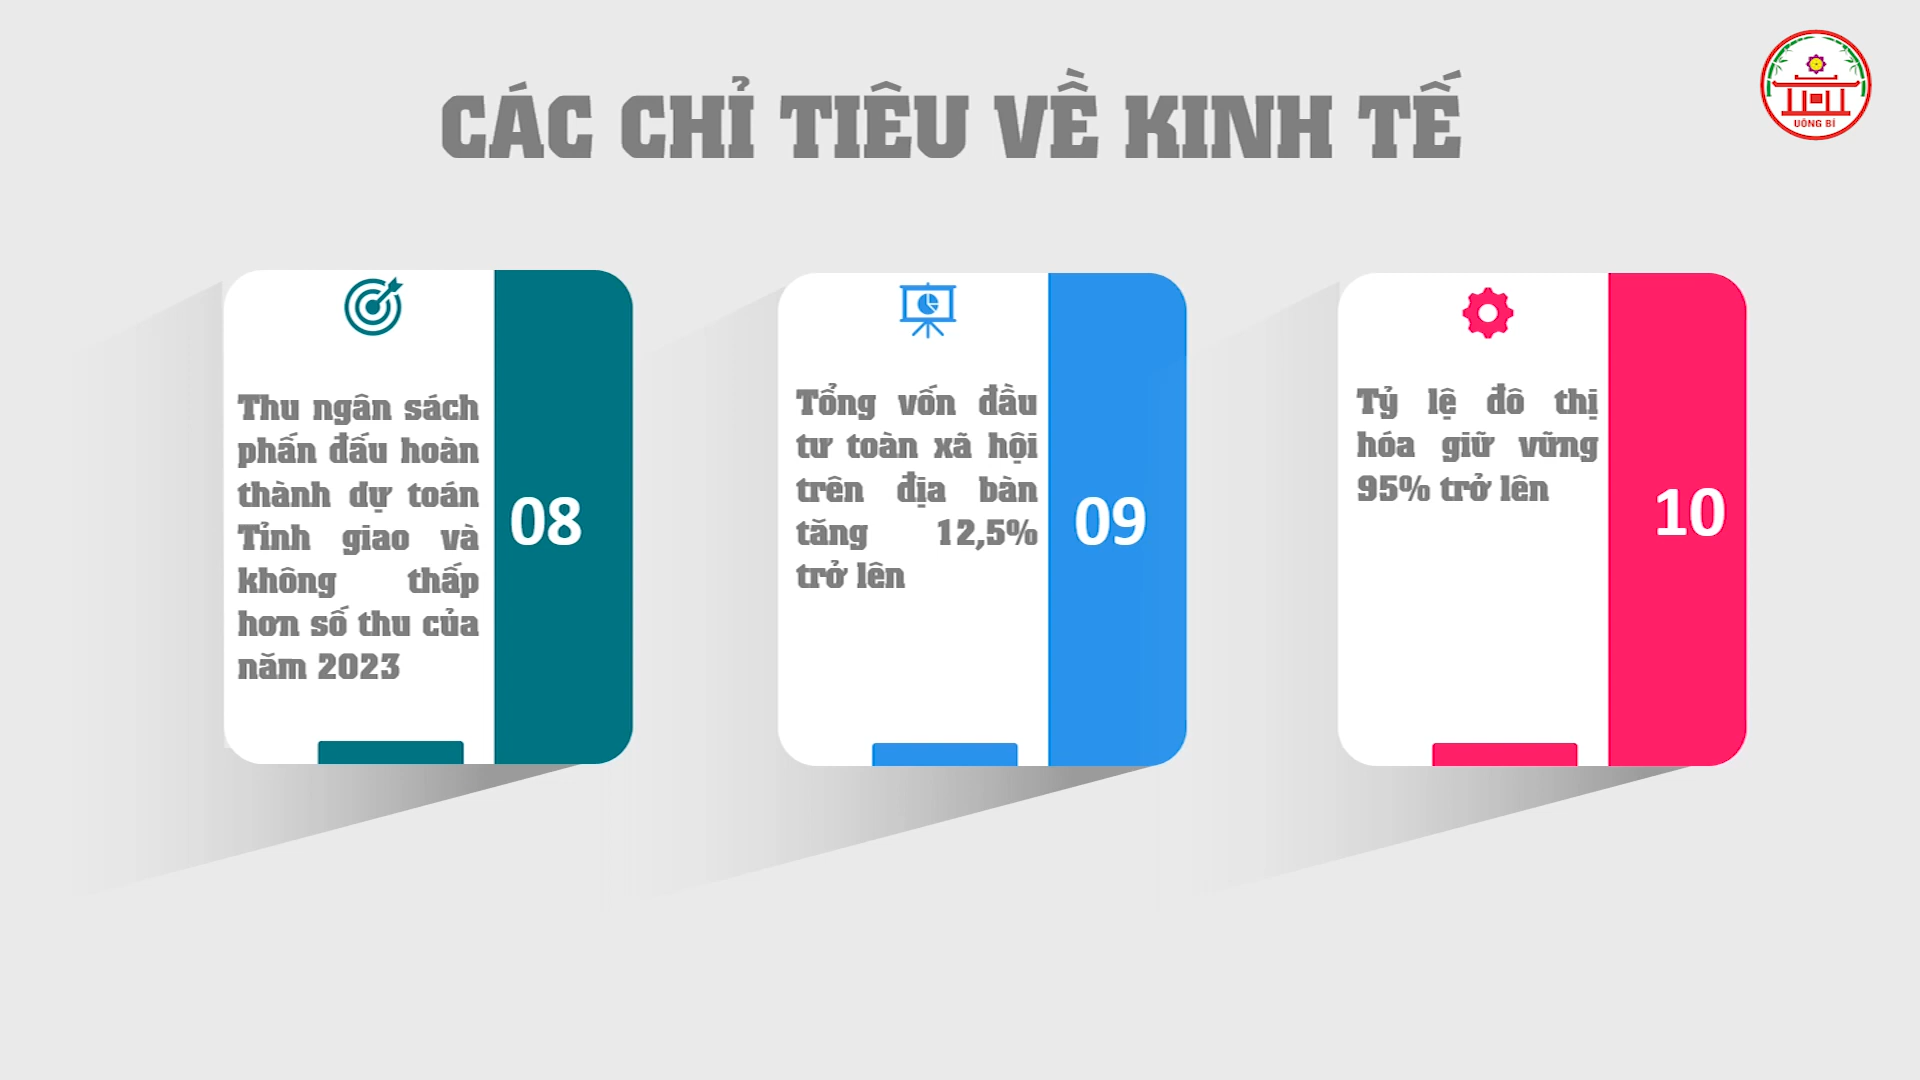 CÁC CHỈ TIÊU VỀ KINH TẾ
UÔNG BÍ
Thu ngân sách
phấn đấu hoàn
thành dự toán
Tỉnh giao và
không thấp
hơn số thu của
năm 2023
08
Tổng vốn đầu
tư toàn xã hội
trên địa bàn
tăng 12,5%
trở lên
09
Tỷ lệ đô thị
hóa giữ vững
95% trở lên
10